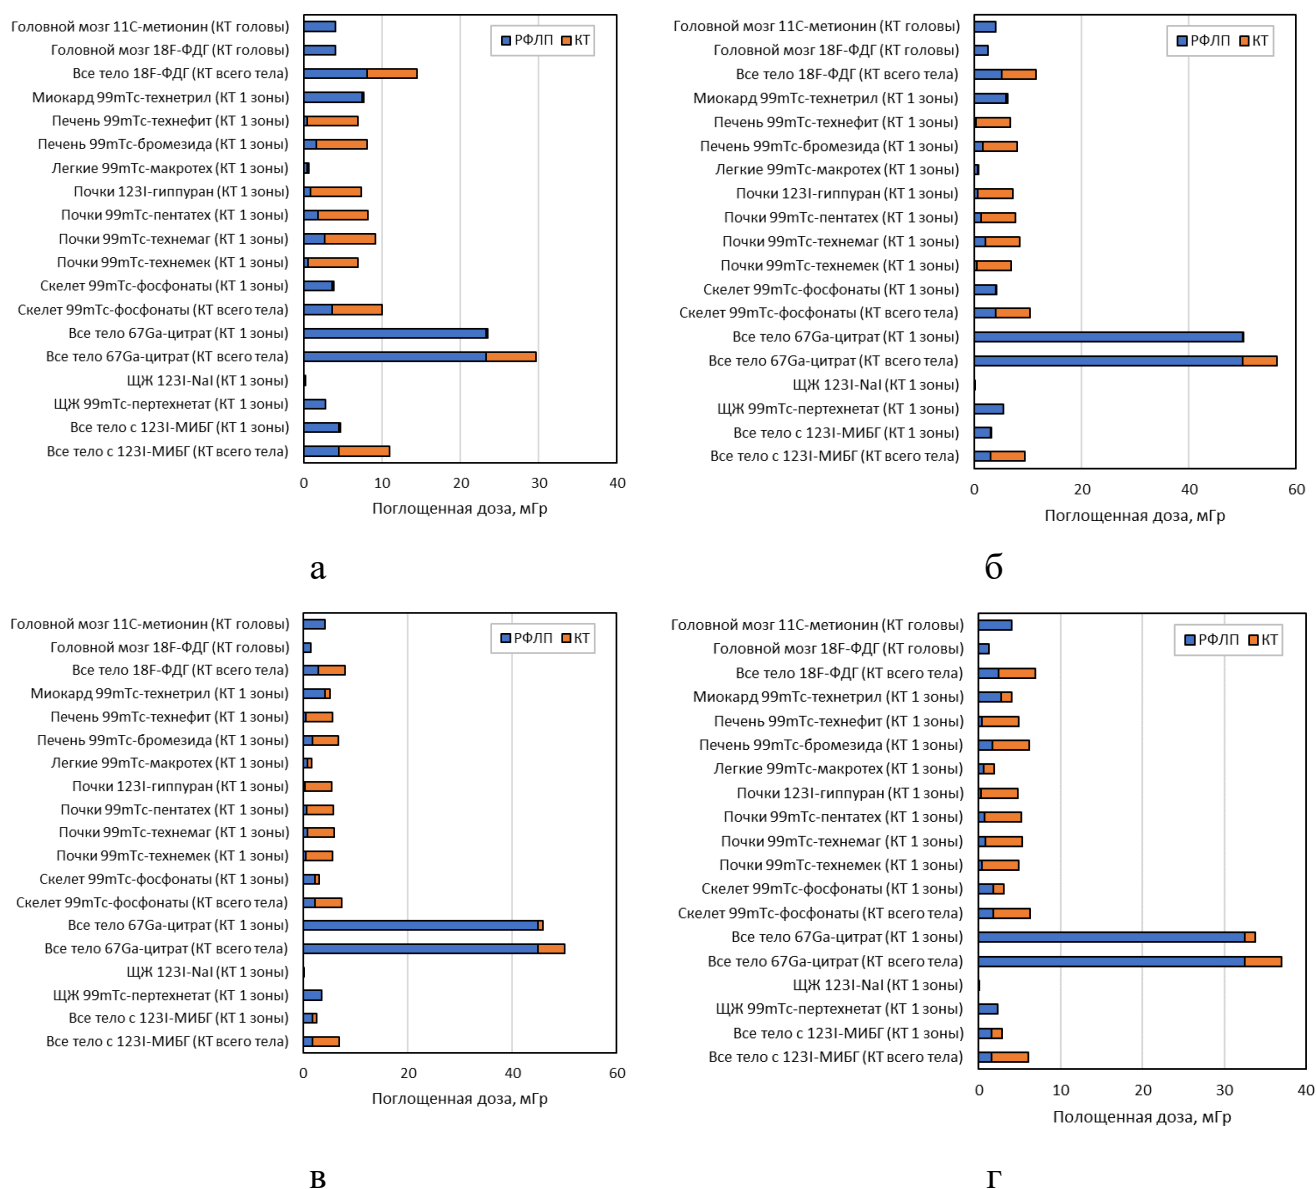 Головной мозг 11С-метионин (КТ головы)
Головной мозг 18F-ФДГ (КТ головы)
Все тело 18F-ФДГ (КТ всего тела)
Миокард 99mTc-технетрил (КТ 1 зоны)
Печень 99mTc-технефит (КТ 1 зоны)
Печень 99mTc-бромезида (КТ 1 зоны)
Легкие 99mTc-макротех (КТ 1 зоны)
Почки 123I-гиппуран (КТ 1 зоны)
Почки 99mTc-пентатех (КТ 1 зоны)
Почки 99mTc-технемаг (КТ 1 зоны)
Почки 99mTc-технемек (КТ 1 зоны)
Скелет 99mTc-фосфонаты (КТ 1 зоны)
Скелет 99mTc-фосфонаты (КТ всего тела)
Все тело 67Ga-цитрат (КТ 1 зоны)
Все тело 67Ga-цитрат (КТ всего тела)
ЩЖ 123I-NaI (КТ 1 зоны)
ЩЖ 99mTc-пертехнетат (КТ 1 зоны)
Все тело с 123I-МИБГ (КТ 1 зоны)
Все тело с 123I-МИБГ (КТ всего тела)
РФЛП КТ
0 10 20 30 40
Поглощенная доза, мГр
а
Головной мозг 11С-метионин (КТ головы)
Головной мозг 18F-ФДГ (КТ головы)
Все тело 18F-ФДГ (КТ всего тела)
Миокард 99mTc-технетрил (КТ 1 зоны)
Печень 99mTc-технефит (КТ 1 зоны)
Печень 99mTc-бромезида (КТ 1 зоны)
Легкие 99mTc-макротех (КТ 1 зоны)
Почки 123I-гиппуран (КТ 1 зоны)
Почки 99mTc-пентатех (КТ 1 зоны)
Почки 99mTc-технемаг (КТ 1 зоны)
Почки 99mTc-технемек (КТ 1 зоны)
Скелет 99mTc-фосфонаты (КТ 1 зоны)
Скелет 99mTc-фосфонаты (КТ всего тела)
Все тело 67Ga-цитрат (КТ 1 зоны)
Все тело 67Ga-цитрат (КТ всего тела)
ЩЖ 123I-NaI (КТ 1 зоны)
ЩЖ 99mTc-пертехнетат (КТ 1 зоны)
Все тело с 123I-МИБГ (КТ 1 зоны)
Все тело с 123I-МИБГ (КТ всего тела)
РФЛП КТ
0 20 40 60
Поглощенная доза, мГр
б
Головной мозг 11С-метионин (КТ головы)
Головной мозг 18F-ФДГ (КТ головы)
Все тело 18F-ФДГ (КТ всего тела)
Миокард 99mTc-технетрил (КТ 1 зоны)
Печень 99mTc-технефит (КТ 1 зоны)
Печень 99mTc-бромезида (КТ 1 зоны)
Легкие 99mTc-макротех (КТ 1 зоны)
Почки 123I-гиппуран (КТ 1 зоны)
Почки 99mTc-пентатех (КТ 1 зоны)
Почки 99mTc-технемаг (КТ 1 зоны)
Почки 99mTc-технемек (КТ 1 зоны)
Скелет 99mTc-фосфонаты (КТ 1 зоны)
Скелет 99mTc-фосфонаты (КТ всего тела)
Все тело 67Ga-цитрат (КТ 1 зоны)
Все тело 67Ga-цитрат (КТ всего тела)
ЩЖ 123I-NaI (КТ 1 зоны)
ЩЖ 99mTc-пертехнетат (КТ 1 зоны)
Все тело с 123I-МИБГ (КТ 1 зоны)
Все тело с 123I-МИБГ (КТ всего тела)
РФЛП КТ
0 20 40 60
Поглощенная доза, мГр
в
Головной мозг 11С-метионин (КТ головы)
Головной мозг 18F-ФДГ (КТ головы)
Все тело 18F-ФДГ (КТ всего тела)
Миокард 99mTc-технетрил (КТ 1 зоны)
Печень 99mTc-технефит (КТ 1 зоны)
Печень 99mTc-бромезида (КТ 1 зоны)
Легкие 99mTc-макротех (КТ 1 зоны)
Почки 123I-гиппуран (КТ 1 зоны)
Почки 99mTc-пентатех (КТ 1 зоны)
Почки 99mTc-технемаг (КТ 1 зоны)
Почки 99mTc-технемек (КТ 1 зоны)
Скелет 99mTc-фосфонаты (КТ 1 зоны)
Скелет 99mTc-фосфонаты (КТ всего тела)
Все тело 67Ga-цитрат (КТ 1 зоны)
Все тело 67Ga-цитрат (КТ всего тела)
ЩЖ 123I-NaI (КТ 1 зоны)
ЩЖ 99mTc-пертехнетат (КТ 1 зоны)
Все тело с 123I-МИБГ (КТ 1 зоны)
Все тело с 123I-МИБГ (КТ всего тела)
РФЛП КТ
0 10 20 30 40
Полощенная доза, мГр
г